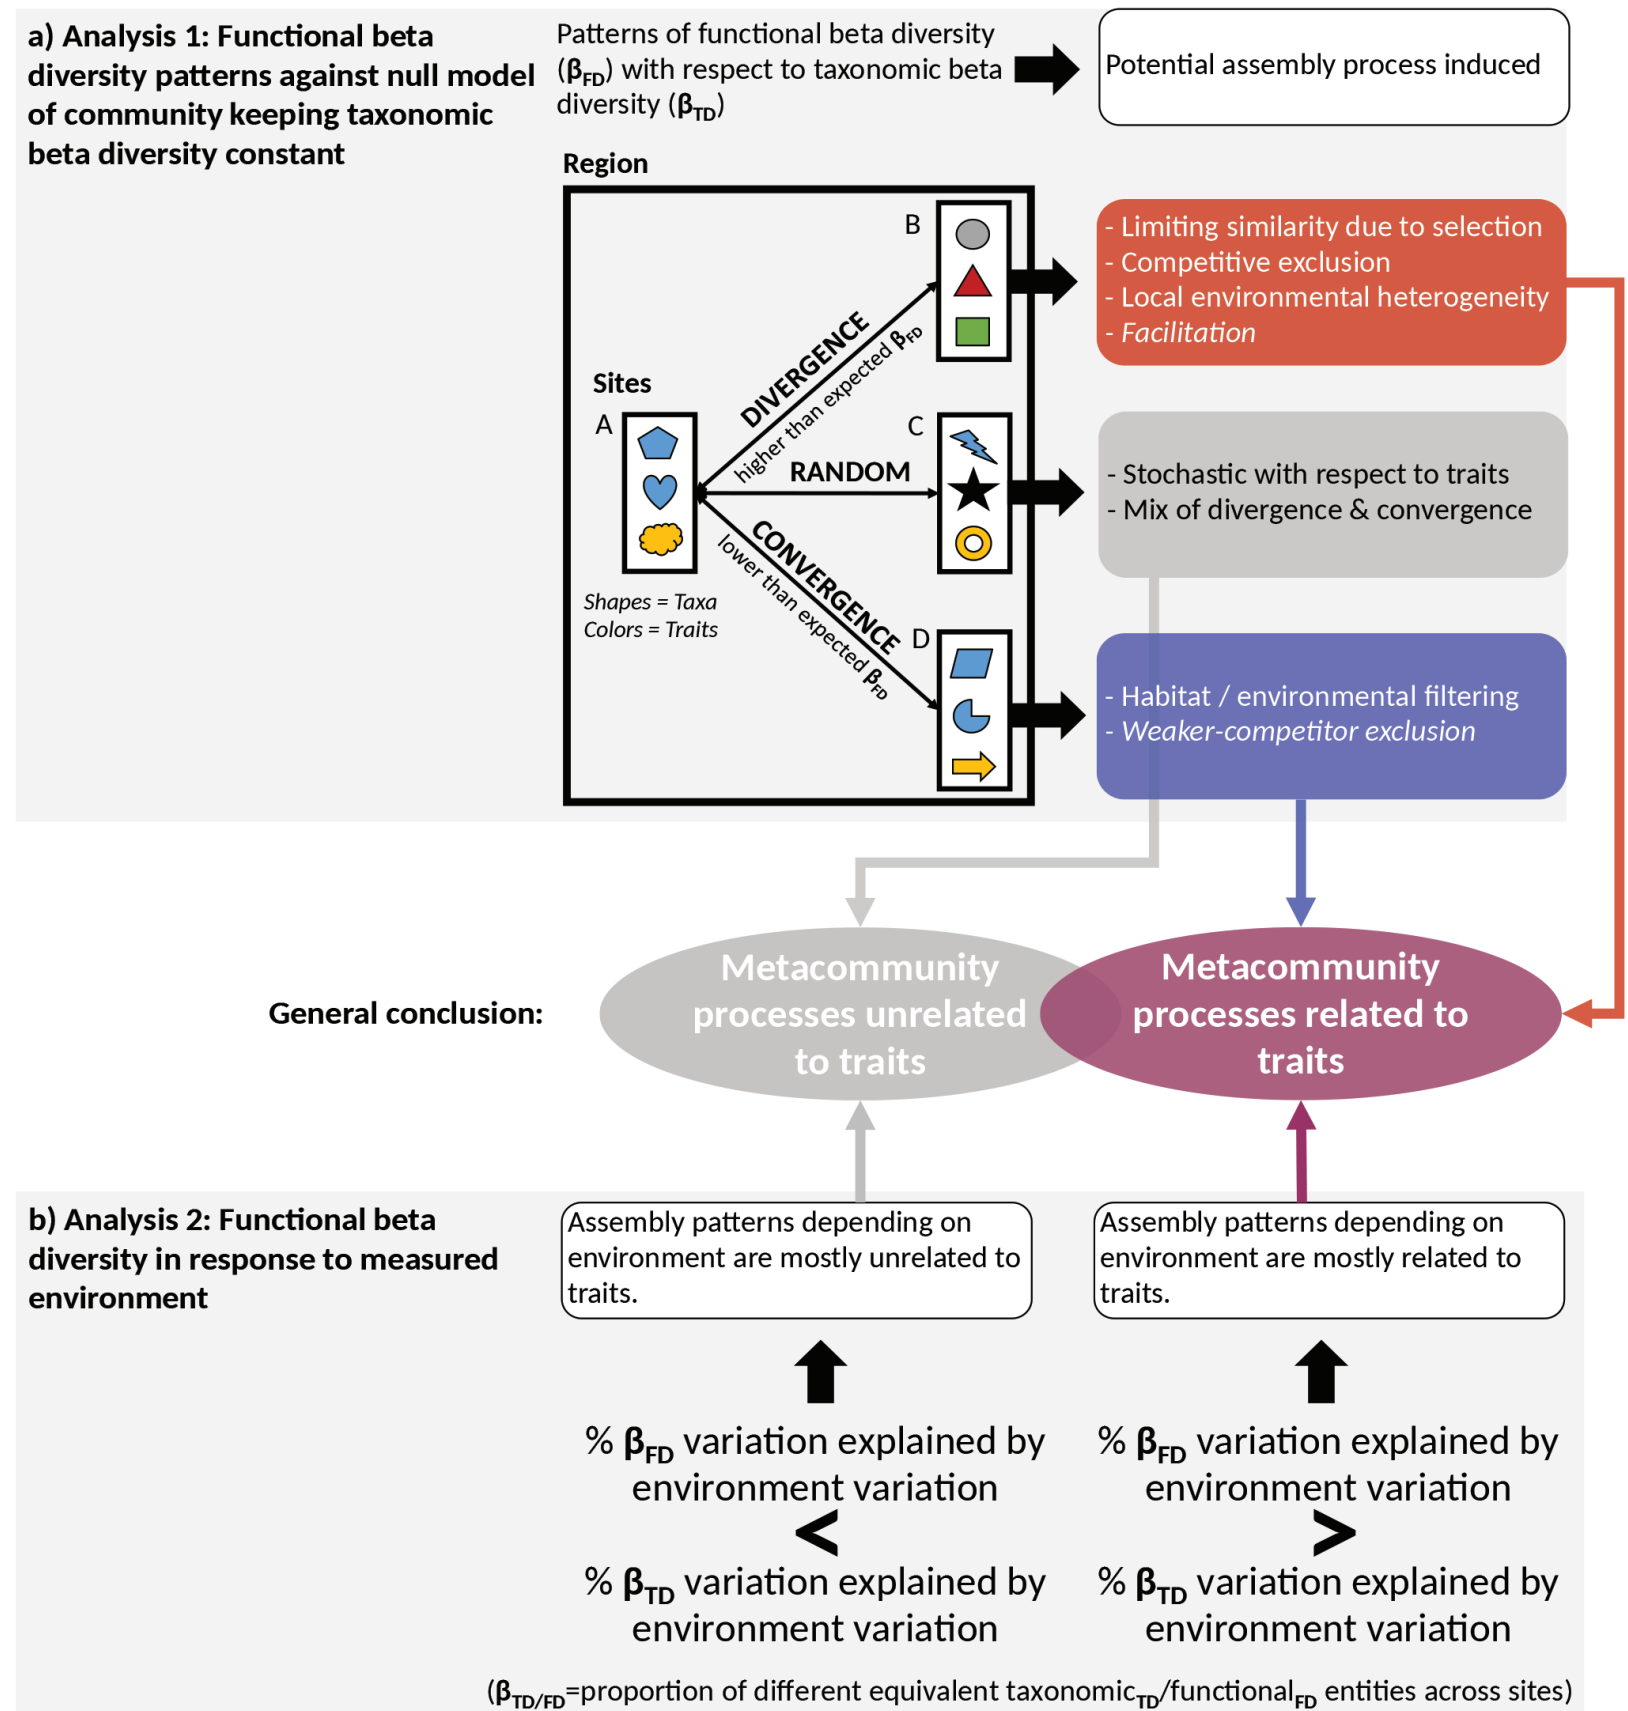 a) Analysis 1: Functional beta
diversity patterns against null model
of community keeping taxonomic
beta diversity constant
Patterns of functional beta diversity
(βFD) with respect to taxonomic beta
diversity (βTD)
Potential assembly process induced
Region
Sites
A
Shapes = Taxa
Colors = Traits
DIVERGENCE
higher than expected βFD
B
RANDOM
C
CONVERGENCE
lower than expected βFD
D
- Limiting similarity due to selection
- Competitive exclusion
- Local environmental heterogeneity
- Facilitation
- Stochastic with respect to traits
- Mix of divergence & convergence
- Habitat / environmental filtering
- Weaker-competitor exclusion
General conclusion:
Metacommunity
processes unrelated
to traits
Metacommunity
processes related to
traits
b) Analysis 2: Functional beta
diversity in response to measured
environment
Assembly patterns depending on
environment are mostly unrelated to
traits.
% βFD variation explained by
environment variation
<
% βTD variation explained by
environment variation
Assembly patterns depending on
environment are mostly related to
traits.
% βFD variation explained by
environment variation
>
% βTD variation explained by
environment variation
(βTD/FD=proportion of different equivalent taxonomicTD/functionalFD entities across sites)